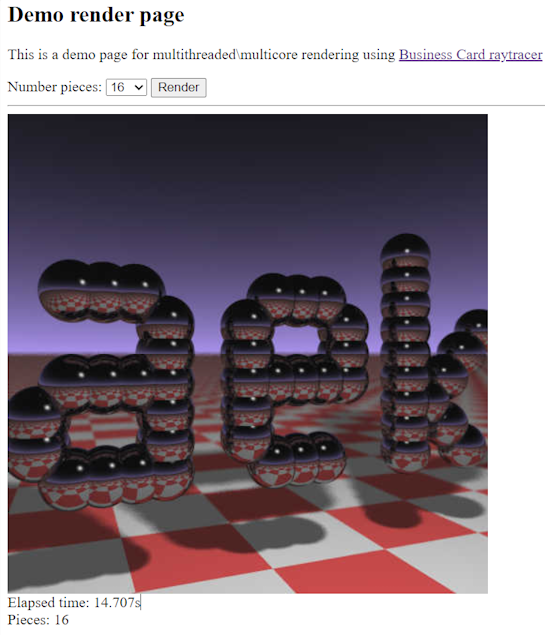 Demo render page
This is a demo page for multithreaded\multicore rendering using Business Card raytracer
Number pieces: 16 Render
aek
Elapsed time: 14.707s
Pieces: 16